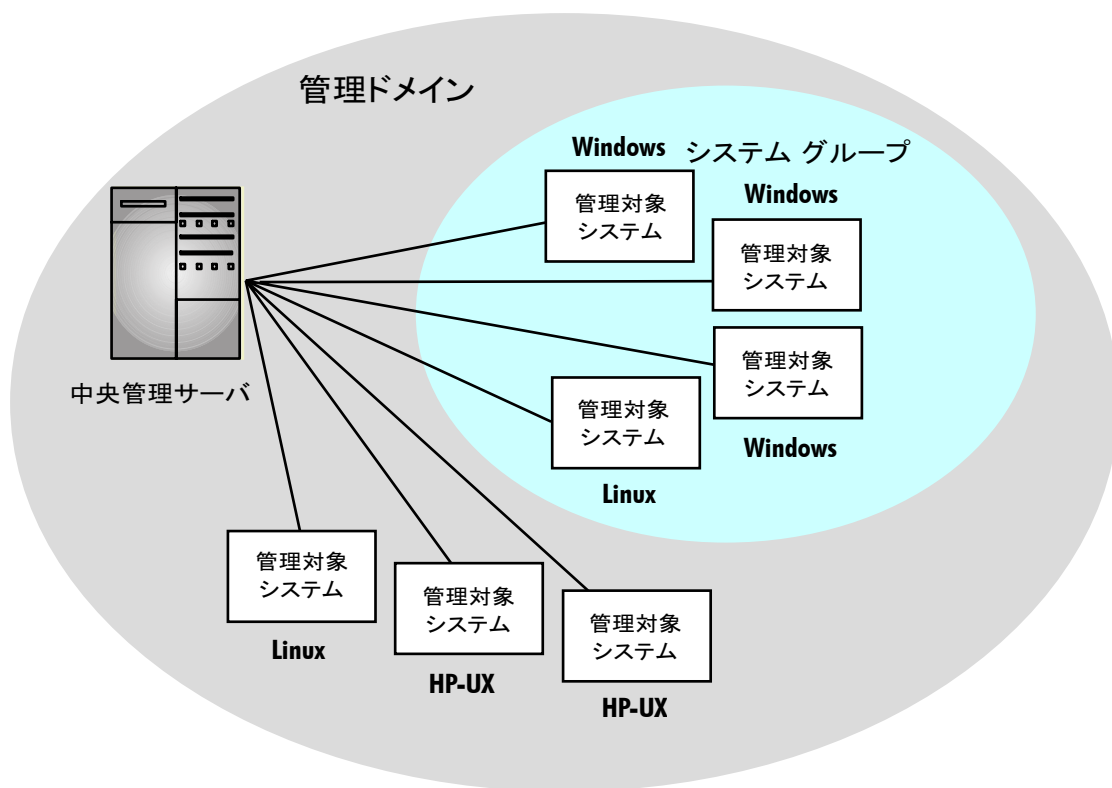 管理ドメイン
Windows
システム グループ
管理対象
システム
Windows
管理対象
システム
管理対象
システム
Windows
中央管理サーバ
管理対象
システム
Linux
管理対象
システム
Linux
管理対象
システム
HP-UX
管理対象
システム
HP-UX